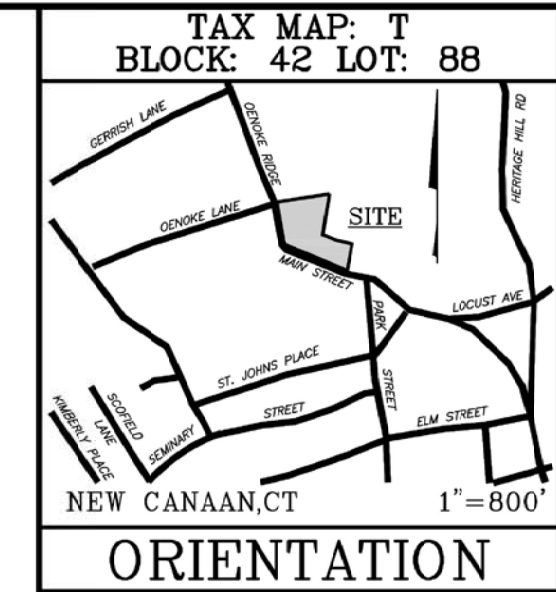 TAX MAP: T
BLOCK: 42 LOT: 88
GERRISH LANE
OENOKE RIDGE
HERITAGE HILL RD
OENOKE LANE
SITE
MAIN STREET
PARK
STREET
LOCUST AVE
ST. JOHNS PLACE
SEMINARY
STREET
ELM STREET
SCOFIELD
LANE
KIMBERLY PLACE
NEW CANAAN,CT
1"=800'
ORIENTATION